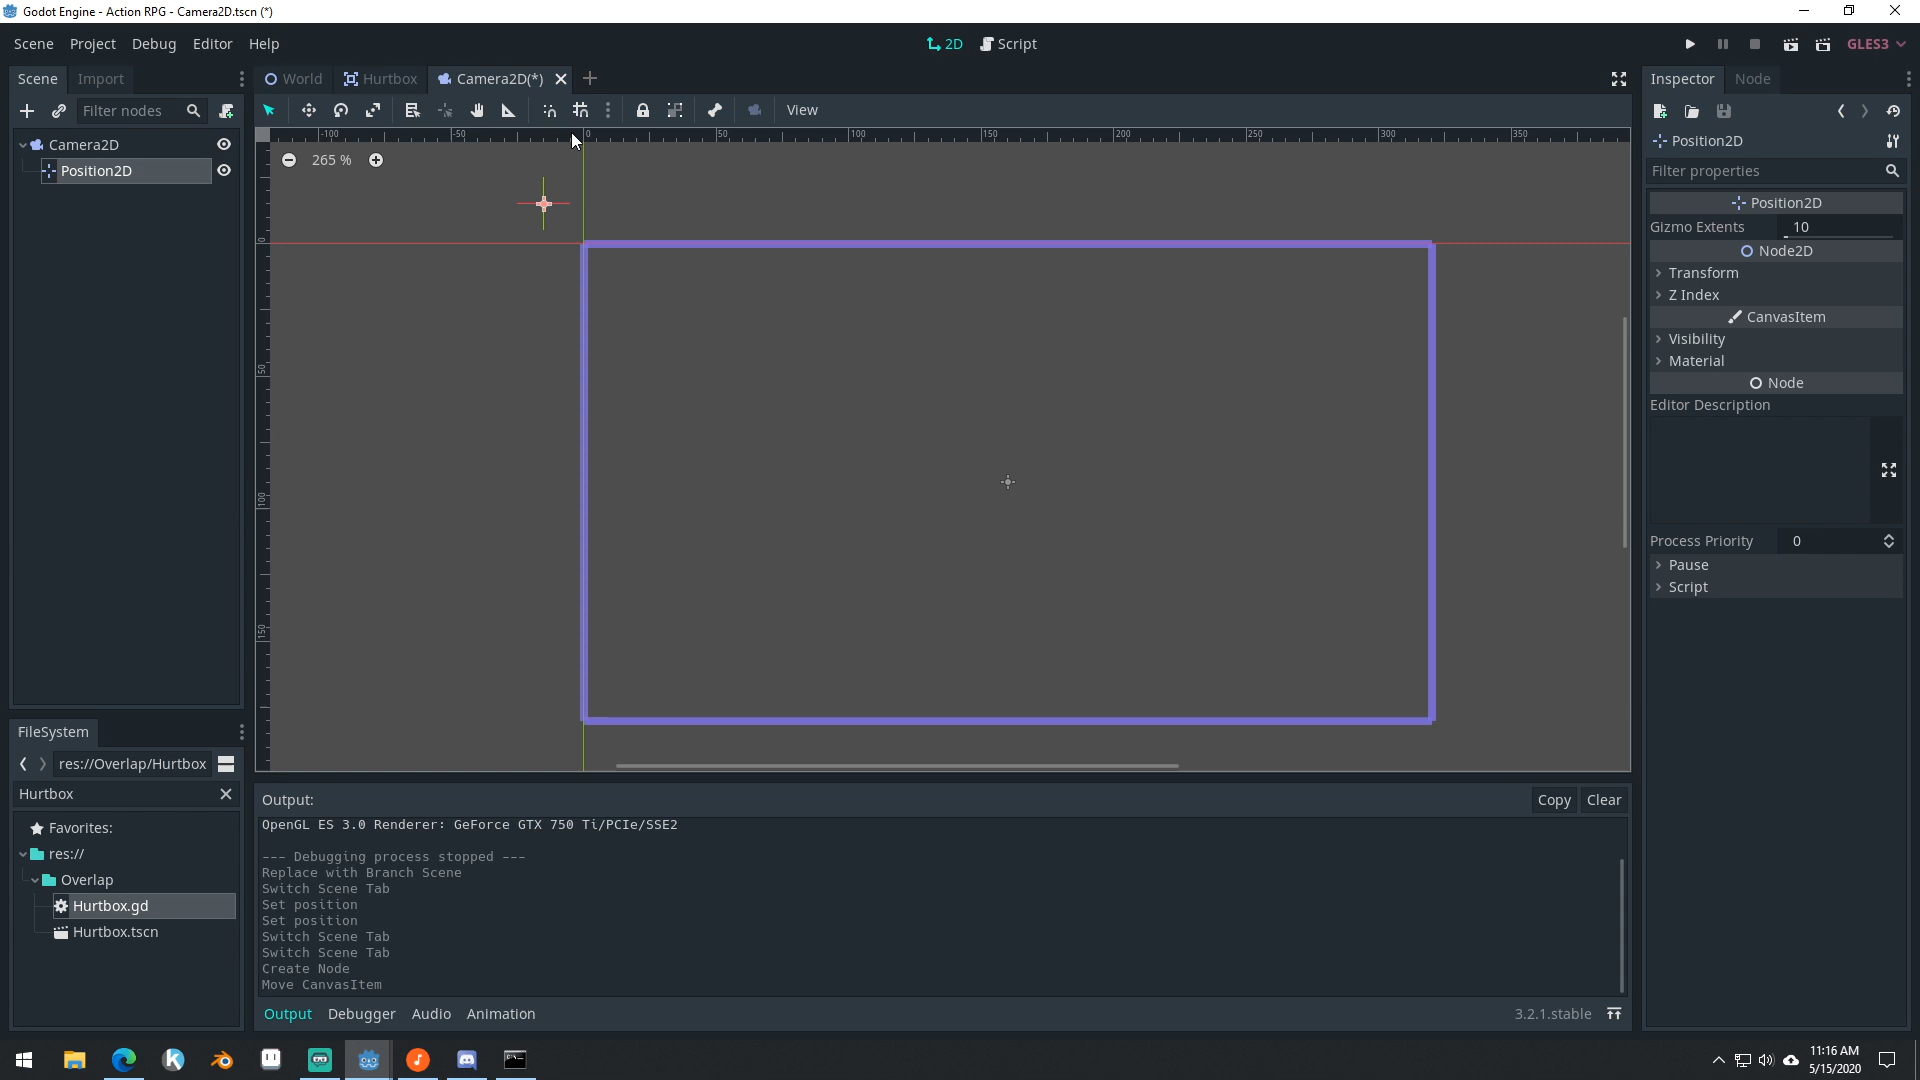 Godot Engine - Action RPG - Camera2D.tscn (*)
Scene Project Debug Editor Help
2D Script
GLES3
Scene Import
World Hurtbox Camera2D(*)
Inspector Node
Filter nodes
View
Camera2D
Position2D
-100 -50 0 50 100 150 200 250 300 350
265 %
0
50
100
150
Position2D
Filter properties
Position2D
Gizmo Extents 10
Node2D
Transform
Z Index
CanvasItem
Visibility
Material
Node
Editor Description
Process Priority 0
Pause
Script
FileSystem
res://Overlap/Hurtbox
Hurtbox
Favorites:
res://
Overlap
Hurtbox.gd
Hurtbox.tscn
Output:
Copy Clear
OpenGL ES 3.0 Renderer: GeForce GTX 750 Ti/PCIe/SSE2
--- Debugging process stopped ---
Replace with Branch Scene
Switch Scene Tab
Set position
Set position
Switch Scene Tab
Switch Scene Tab
Create Node
Move CanvasItem
Output Debugger Audio Animation
3.2.1.stable
11:16 AM
5/15/2020